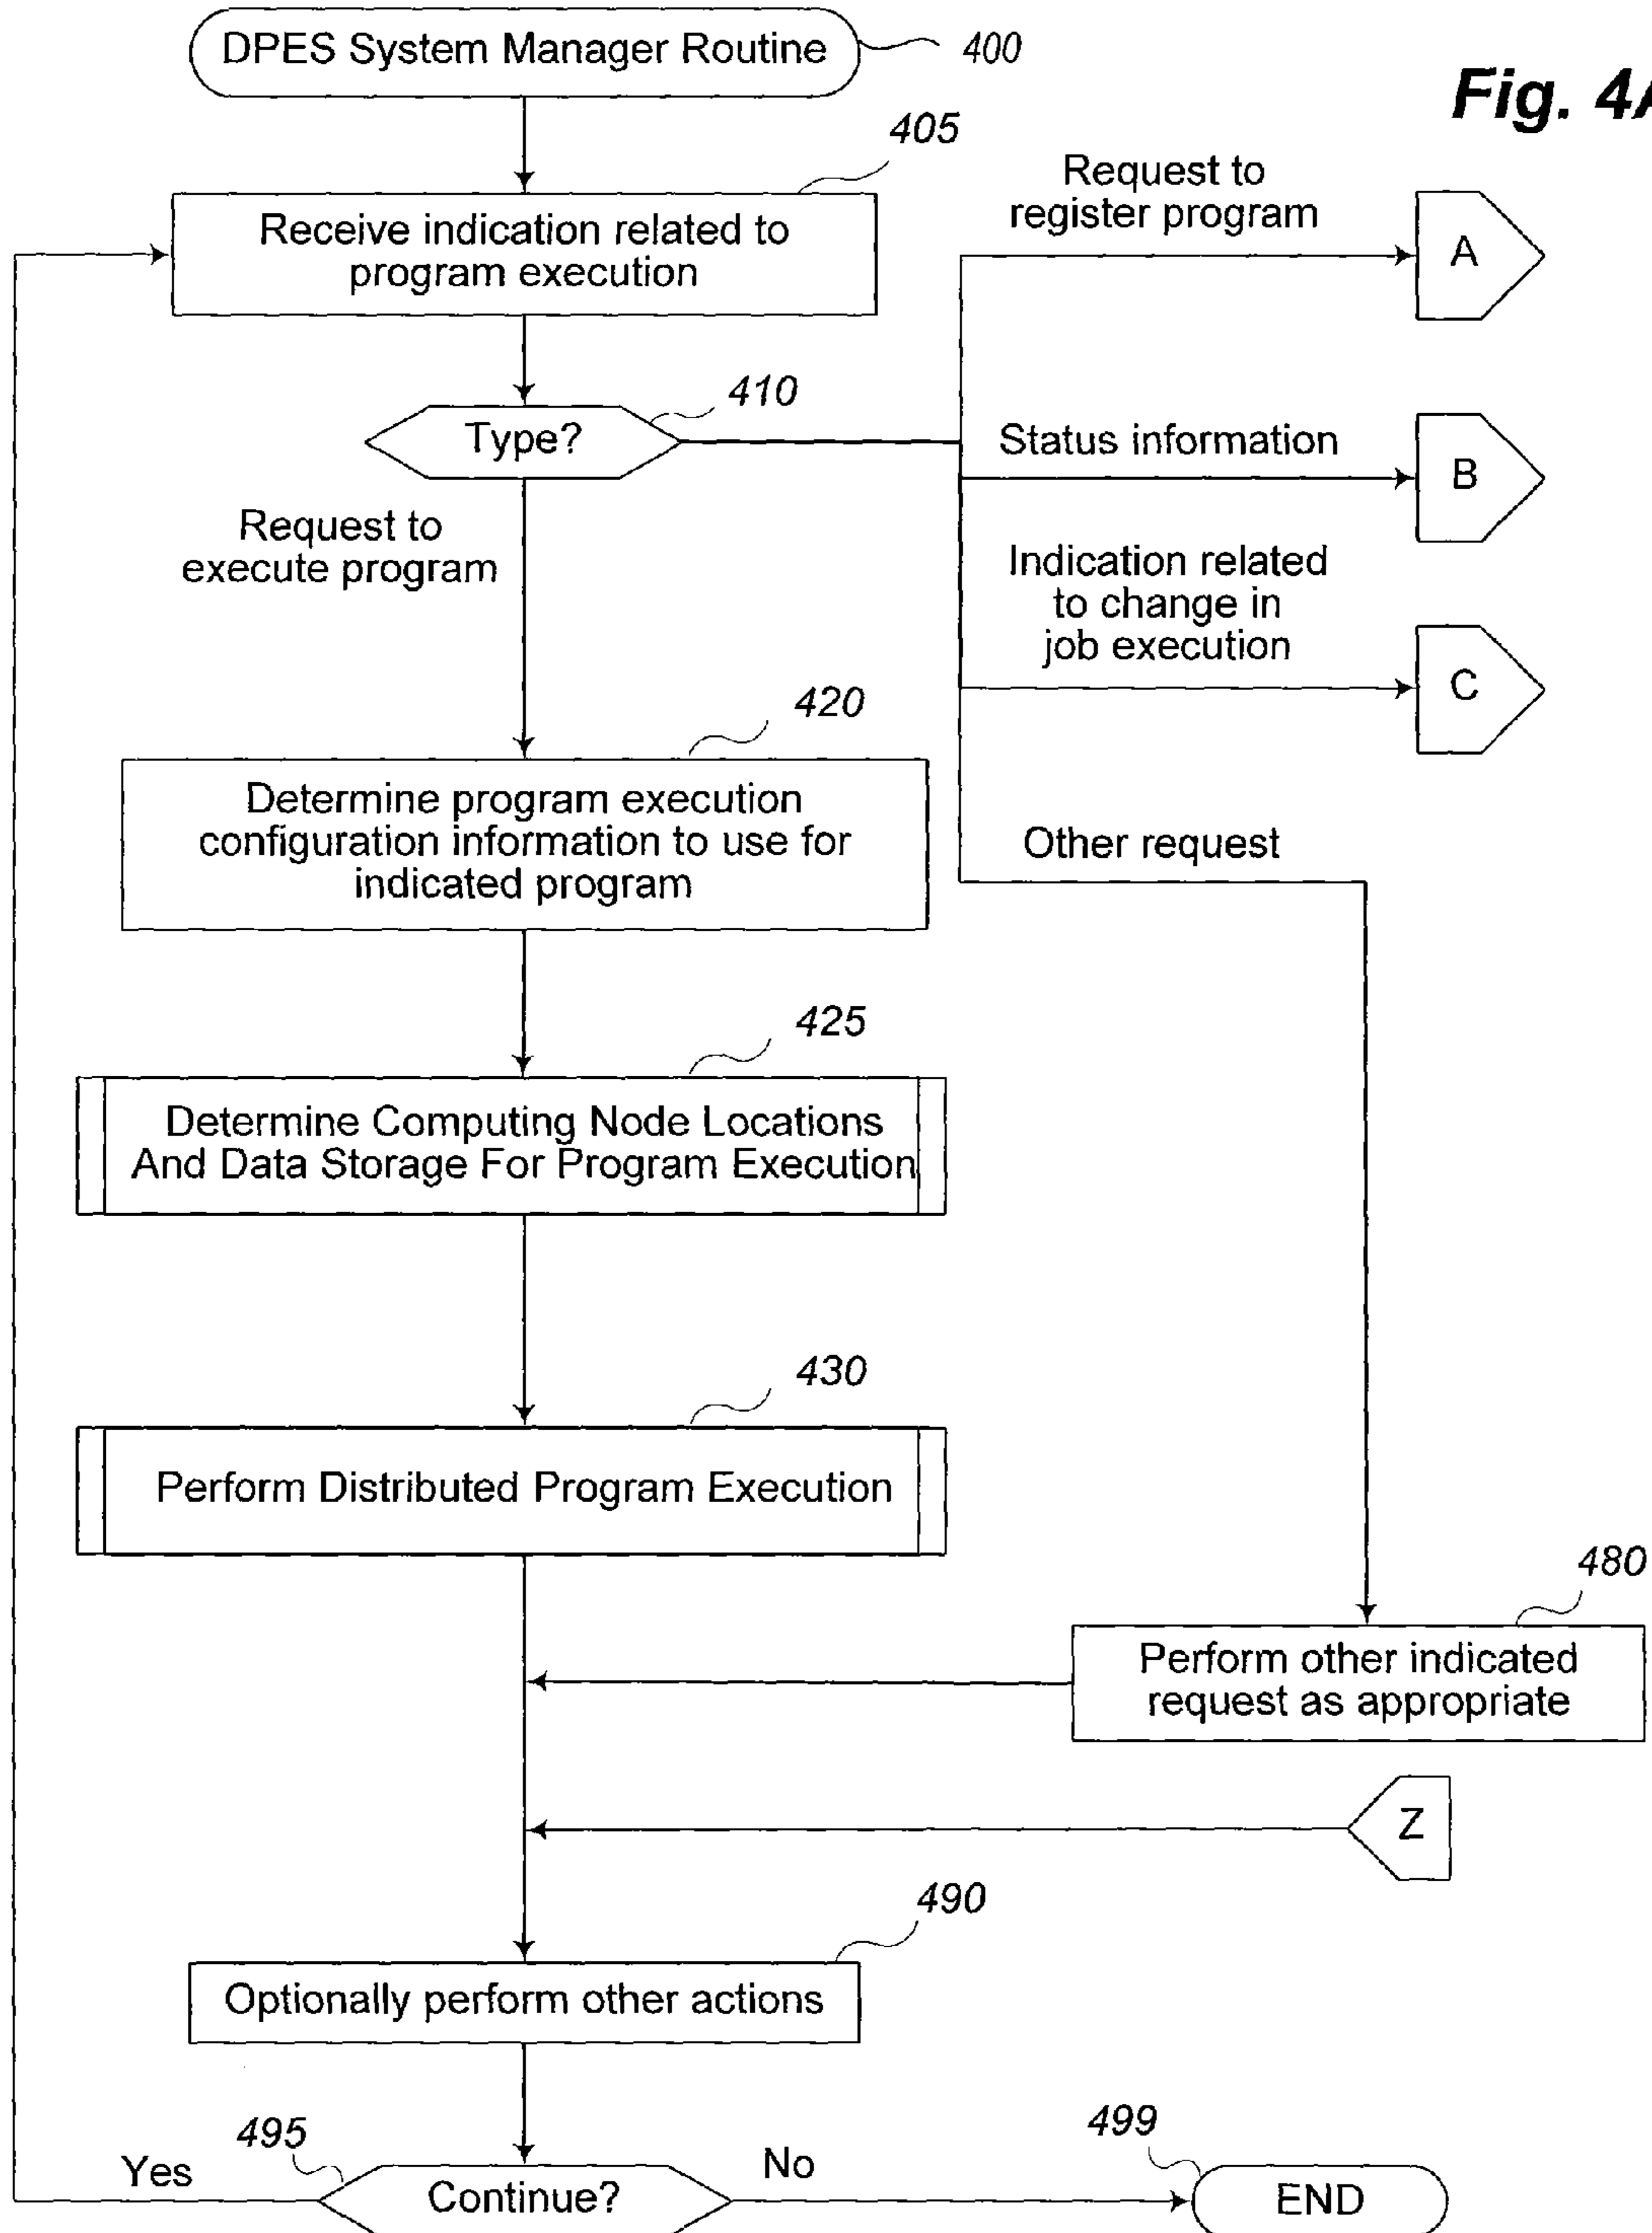 DPES System Manager Routine
400
Fig. 4A
405
Receive indication related to
program execution
Request to
register program
A
410
Type?
Status information
B
Request to
execute program
Indication related
to change in
job execution
C
420
Determine program execution
configuration information to use for
indicated program
Other request
425
Determine Computing Node Locations
And Data Storage For Program Execution
430
Perform Distributed Program Execution
480
Perform other indicated
request as appropriate
Z
490
Optionally perform other actions
495
Yes
Continue?
No
499
END